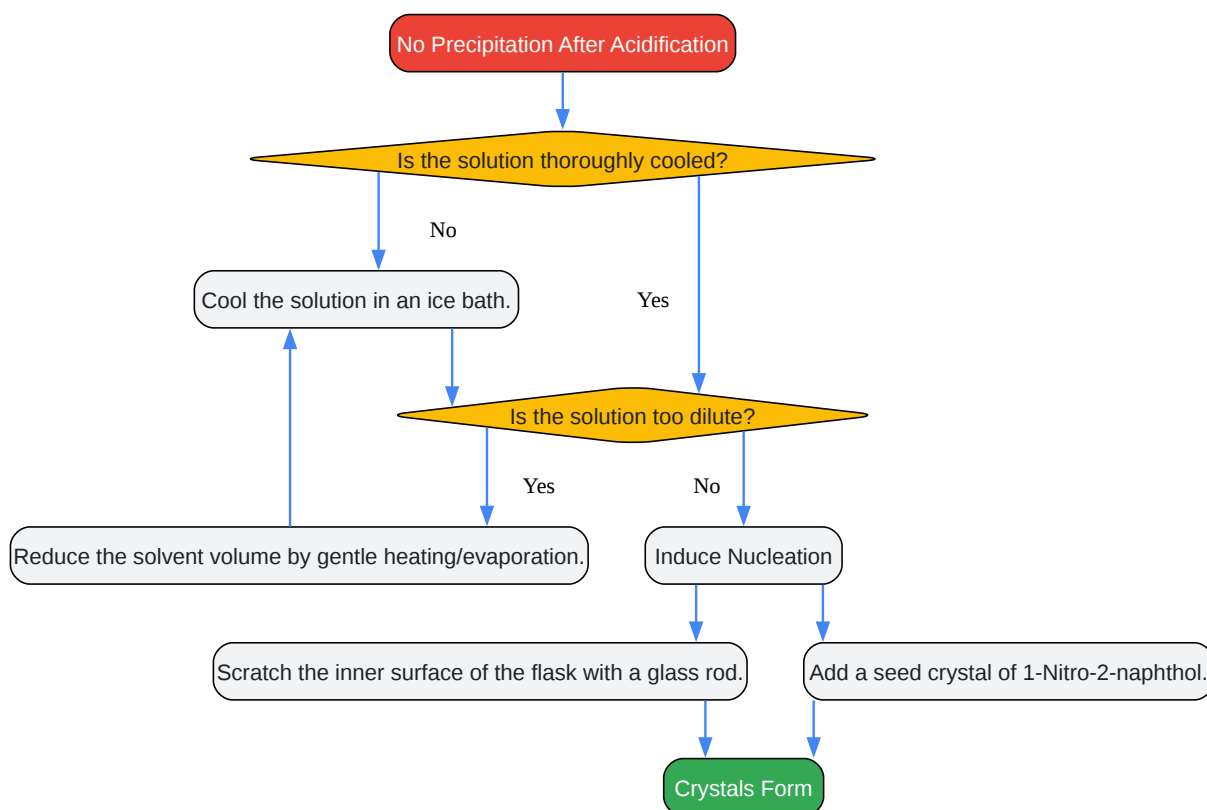 No Precipitation After Acidification
Is the solution thoroughly cooled?
No
Cool the solution in an ice bath.
Yes
Is the solution too dilute?
Yes
No
Reduce the solvent volume by gentle heating/evaporation.
Induce Nucleation
Scratch the inner surface of the flask with a glass rod.
Add a seed crystal of 1-Nitro-2-naphthol.
Crystals Form